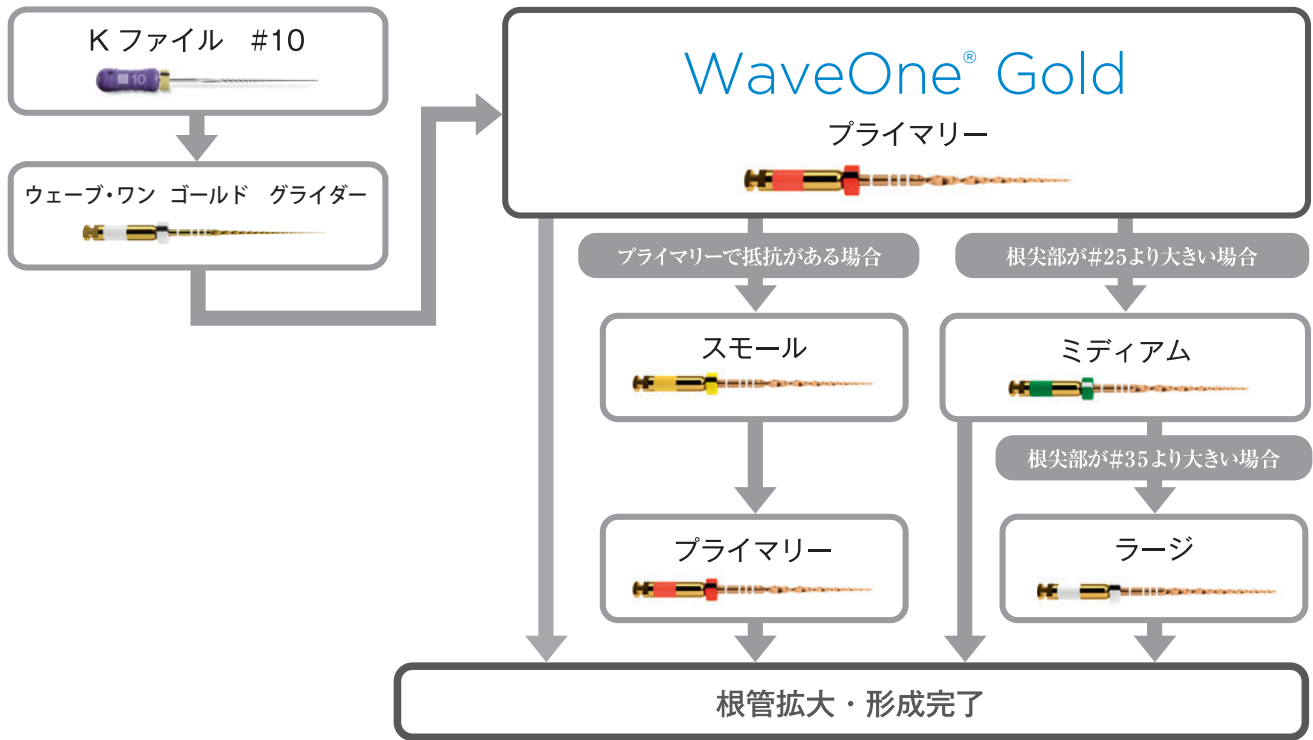 K ファイル #10
10
ウェーブ・ワン ゴールド グライダー
WaveOne® Gold
プライマリー
プライマリーで抵抗がある場合
根尖部が#25より大きい場合
スモール
ミディアム
根尖部が#35より大きい場合
プライマリー
ラージ
根管拡大・形成完了